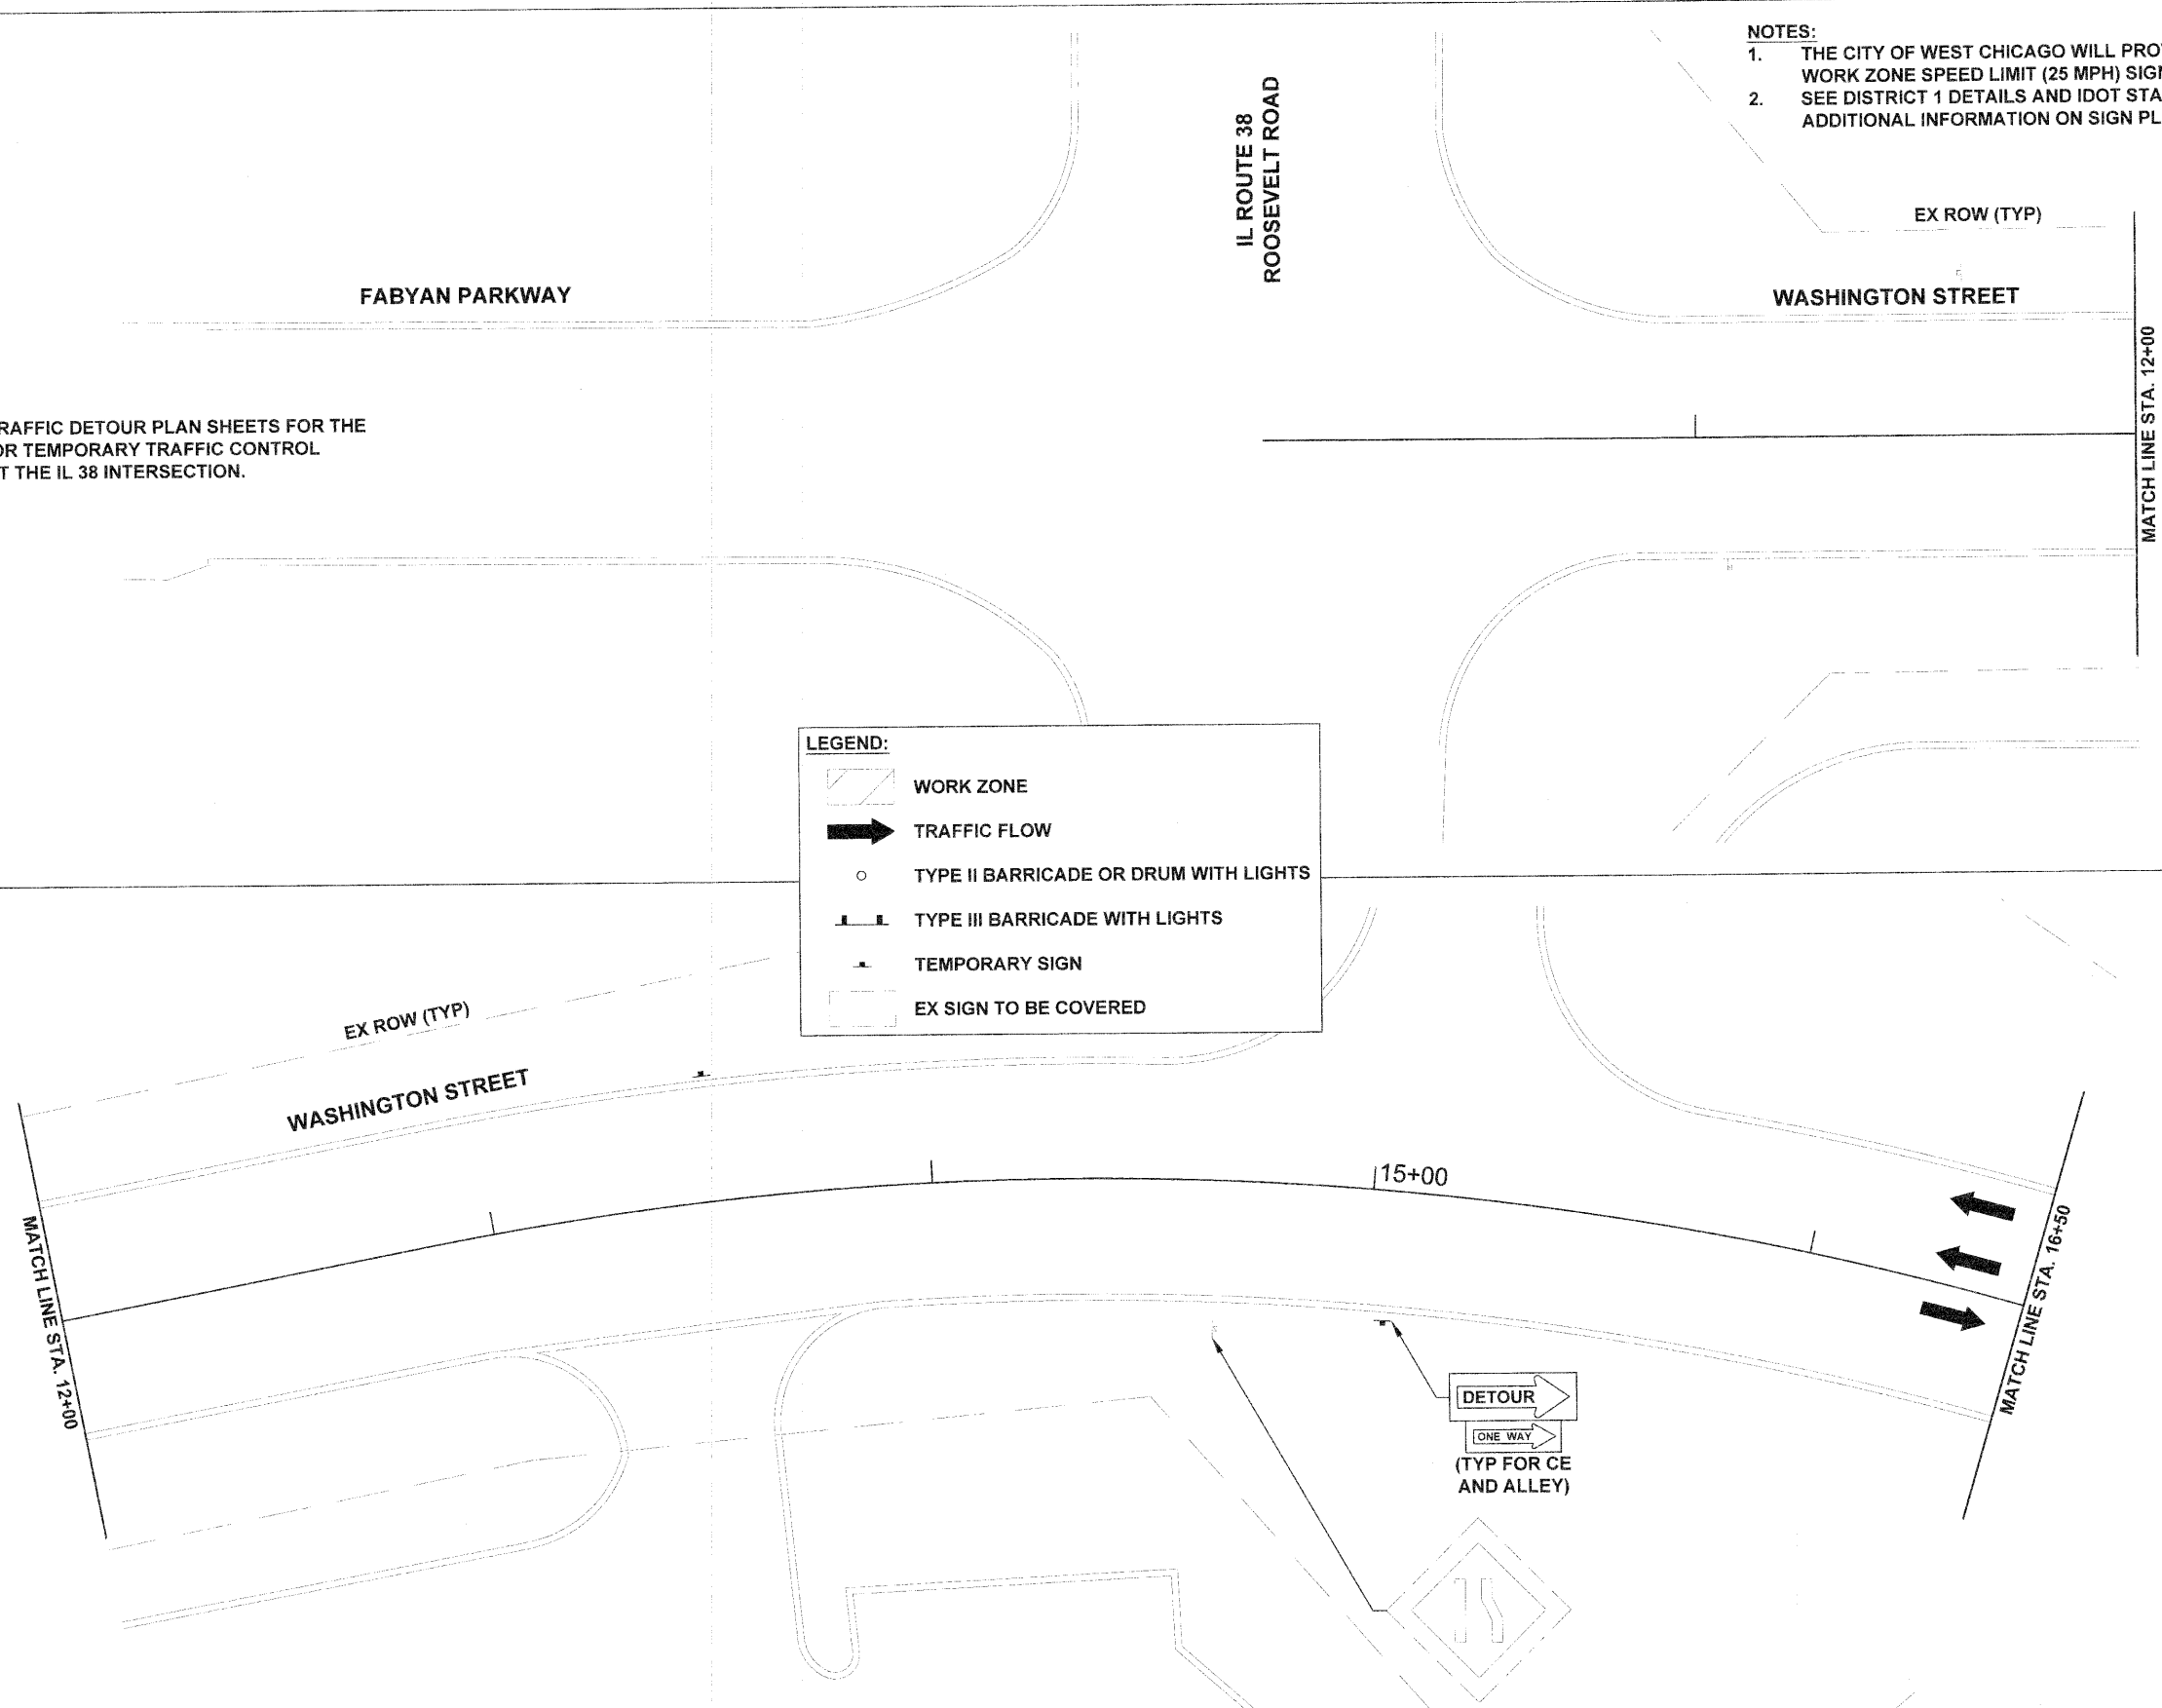 NOTES:
1. THE CITY OF WEST CHICAGO WILL
WORK ZONE SPEED LIMIT (25 MPH)
2. SEE DISTRICT 1 DETAILS AND IDOT
ADDITIONAL INFORMATION ON SIGN
IL ROUTE 38
ROOSEVELT ROAD
EX ROW (TYP)
FABYAN PARKWAY
WASHINGTON STREET
MATCH LINE STA. 12+00
RAFFIC DETOUR PLAN SHEETS FOR THE
OR TEMPORARY TRAFFIC CONTROL
T THE IL 38 INTERSECTION.
LEGEND:
WORK ZONE
TRAFFIC FLOW
TYPE II BARRICADE OR DRUM WITH LIGHTS
TYPE III BARRICADE WITH LIGHTS
TEMPORARY SIGN
EX SIGN TO BE COVERED
EX ROW (TYP)
WASHINGTON STREET
15+00
MATCH LINE STA. 12+00
MATCH LINE STA. 16+50
DETOUR
ONE WAY
(TYP FOR CE
AND ALLEY)